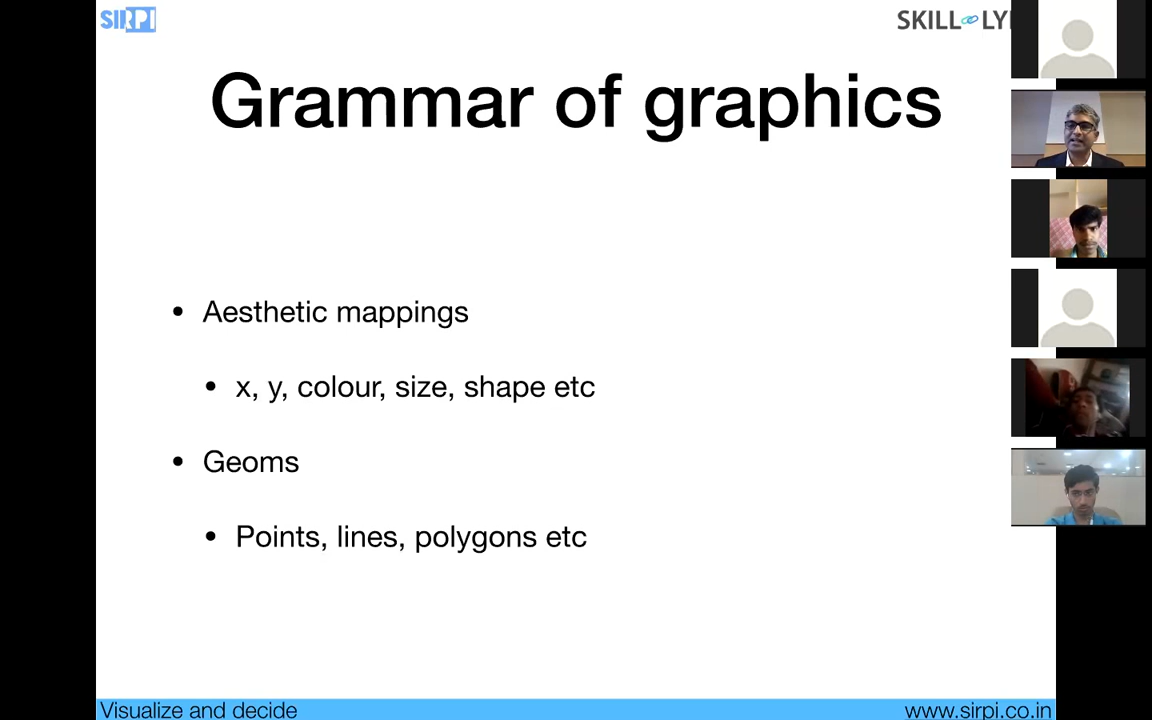 SIRPI
SKILL LY
Grammar of graphics
• Aesthetic mappings
• x, y, colour, size, shape etc
• Geoms
• Points, lines, polygons etc
Visualize and decide
www.sirpi.co.in